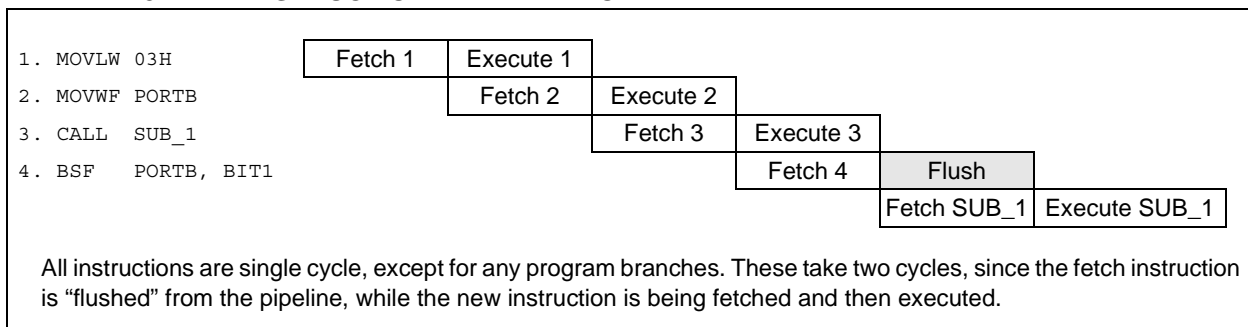 1. MOVLW 03H Fetch 1 Execute 1
2. MOVWF PORTB Fetch 2 Execute 2
3. CALL SUB_1 Fetch 3 Execute 3
4. BSF PORTB, BIT1 Fetch 4 Flush
Fetch SUB_1 Execute SUB_1
All instructions are single cycle, except for any program branches. These take two cycles, since the fetch instruction
is “flushed” from the pipeline, while the new instruction is being fetched and then executed.